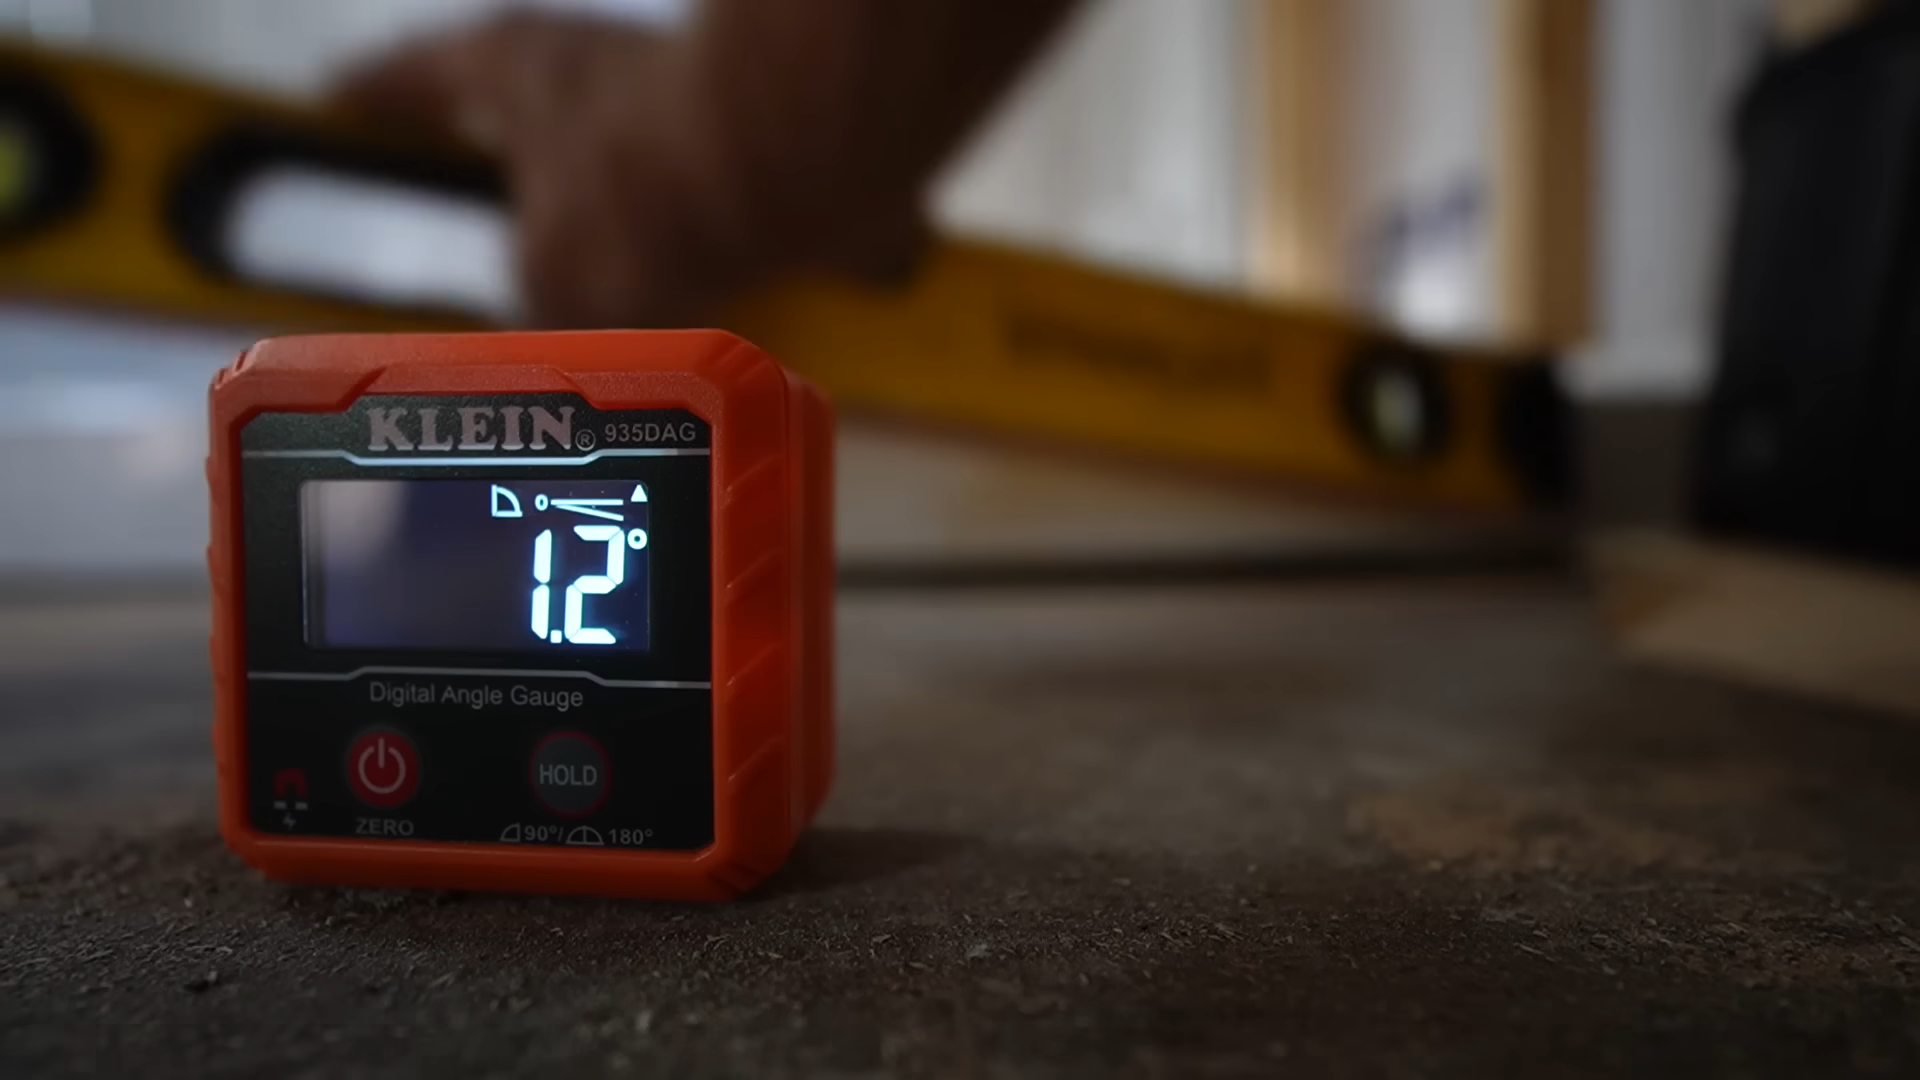 KLEIN® 935DAG
1.2°
Digital Angle Gauge
HOLD
ZERO
90°/ 180°